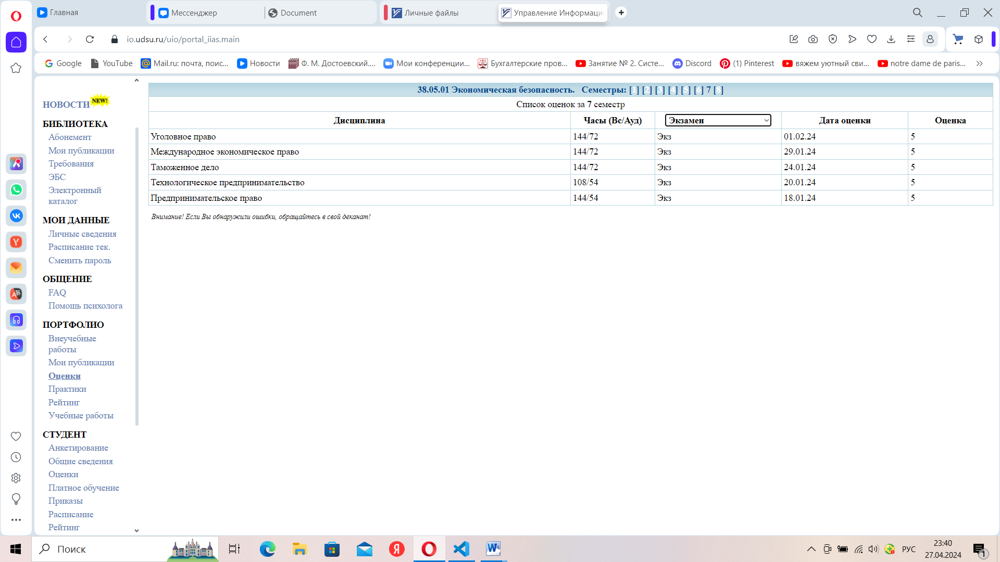 Главная
Мессенджер
Document
Личные файлы
Управление Информаци
io.udsu.ru/uio/portal_iias.main
Google
YouTube
Mail.ru: почта, поис...
Новости
Ф. М. Достоевский....
Мои конференции...
Бухгалтерские пров...
Занятие № 2. Систе...
Discord
(1) Pinterest
вяжем уютный сви...
notre dame de paris...
НОВОСТИ NEW!
БИБЛИОТЕКА
Абонемент
Мои публикации
Требования
ЭБС
Электронный
каталог
МОИ ДАННЫЕ
Личные сведения
Расписание тек.
Сменить пароль
ОБЩЕНИЕ
FAQ
Помощь психолога
ПОРТФОЛИО
Внеучебные
работы
Мои публикации
Оценки
Практики
Рейтинг
Учебные работы
СТУДЕНТ
Анкетирование
Общие сведения
Оценки
Платное обучение
Приказы
Расписание
Рейтинг
38.05.01 Экономическая безопасность. Семестры: [1] [2] [3] [4] [5] [6] 7 [8]
Список оценок за 7 семестр
Дисциплина Часы (Вс/Ауд) Экзамен Дата оценки Оценка
Уголовное право 144/72 Экз 01.02.24 5
Международное экономическое право 144/72 Экз 29.01.24 5
Таможенное дело 144/72 Экз 24.01.24 5
Технологическое предпринимательство 108/54 Экз 20.01.24 5
Предпринимательское право 144/54 Экз 18.01.24 5
Внимание! Если Вы обнаружили ошибки, обращайтесь в свой деканат!
Поиск
РУС
23:40
27.04.2024
1